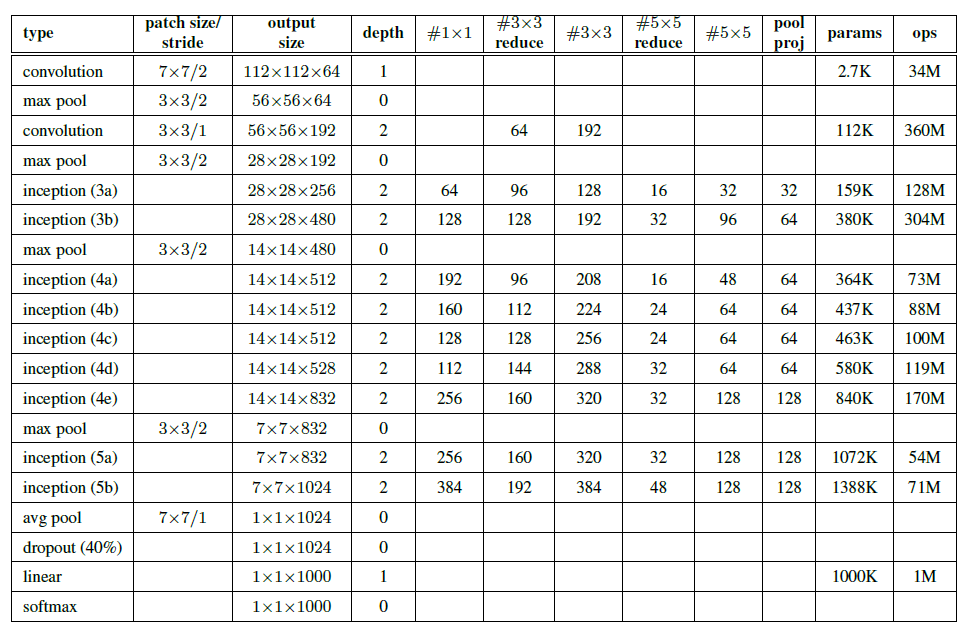 type patch size/ stride output size depth #1×1 #3×3 reduce #3×3 #5×5 reduce #5×5 pool proj params ops
convolution 7×7/2 112×112×64 1 2.7K 34M
max pool 3×3/2 56×56×64 0
convolution 3×3/1 56×56×192 2 64 192 112K 360M
max pool 3×3/2 28×28×192 0
inception (3a) 28×28×256 2 64 96 128 16 32 32 159K 128M
inception (3b) 28×28×480 2 128 128 192 32 96 64 380K 304M
max pool 3×3/2 14×14×480 0
inception (4a) 14×14×512 2 192 96 208 16 48 64 364K 73M
inception (4b) 14×14×512 2 160 112 224 24 64 64 437K 88M
inception (4c) 14×14×512 2 128 128 256 24 64 64 463K 100M
inception (4d) 14×14×528 2 112 144 288 32 64 64 580K 119M
inception (4e) 14×14×832 2 256 160 320 32 128 128 840K 170M
max pool 3×3/2 7×7×832 0
inception (5a) 7×7×832 2 256 160 320 32 128 128 1072K 54M
inception (5b) 7×7×1024 2 384 192 384 48 128 128 1388K 71M
avg pool 7×7/1 1×1×1024 0
dropout (40%) 1×1×1024 0
linear 1×1×1000 1 1000K 1M
softmax 1×1×1000 0